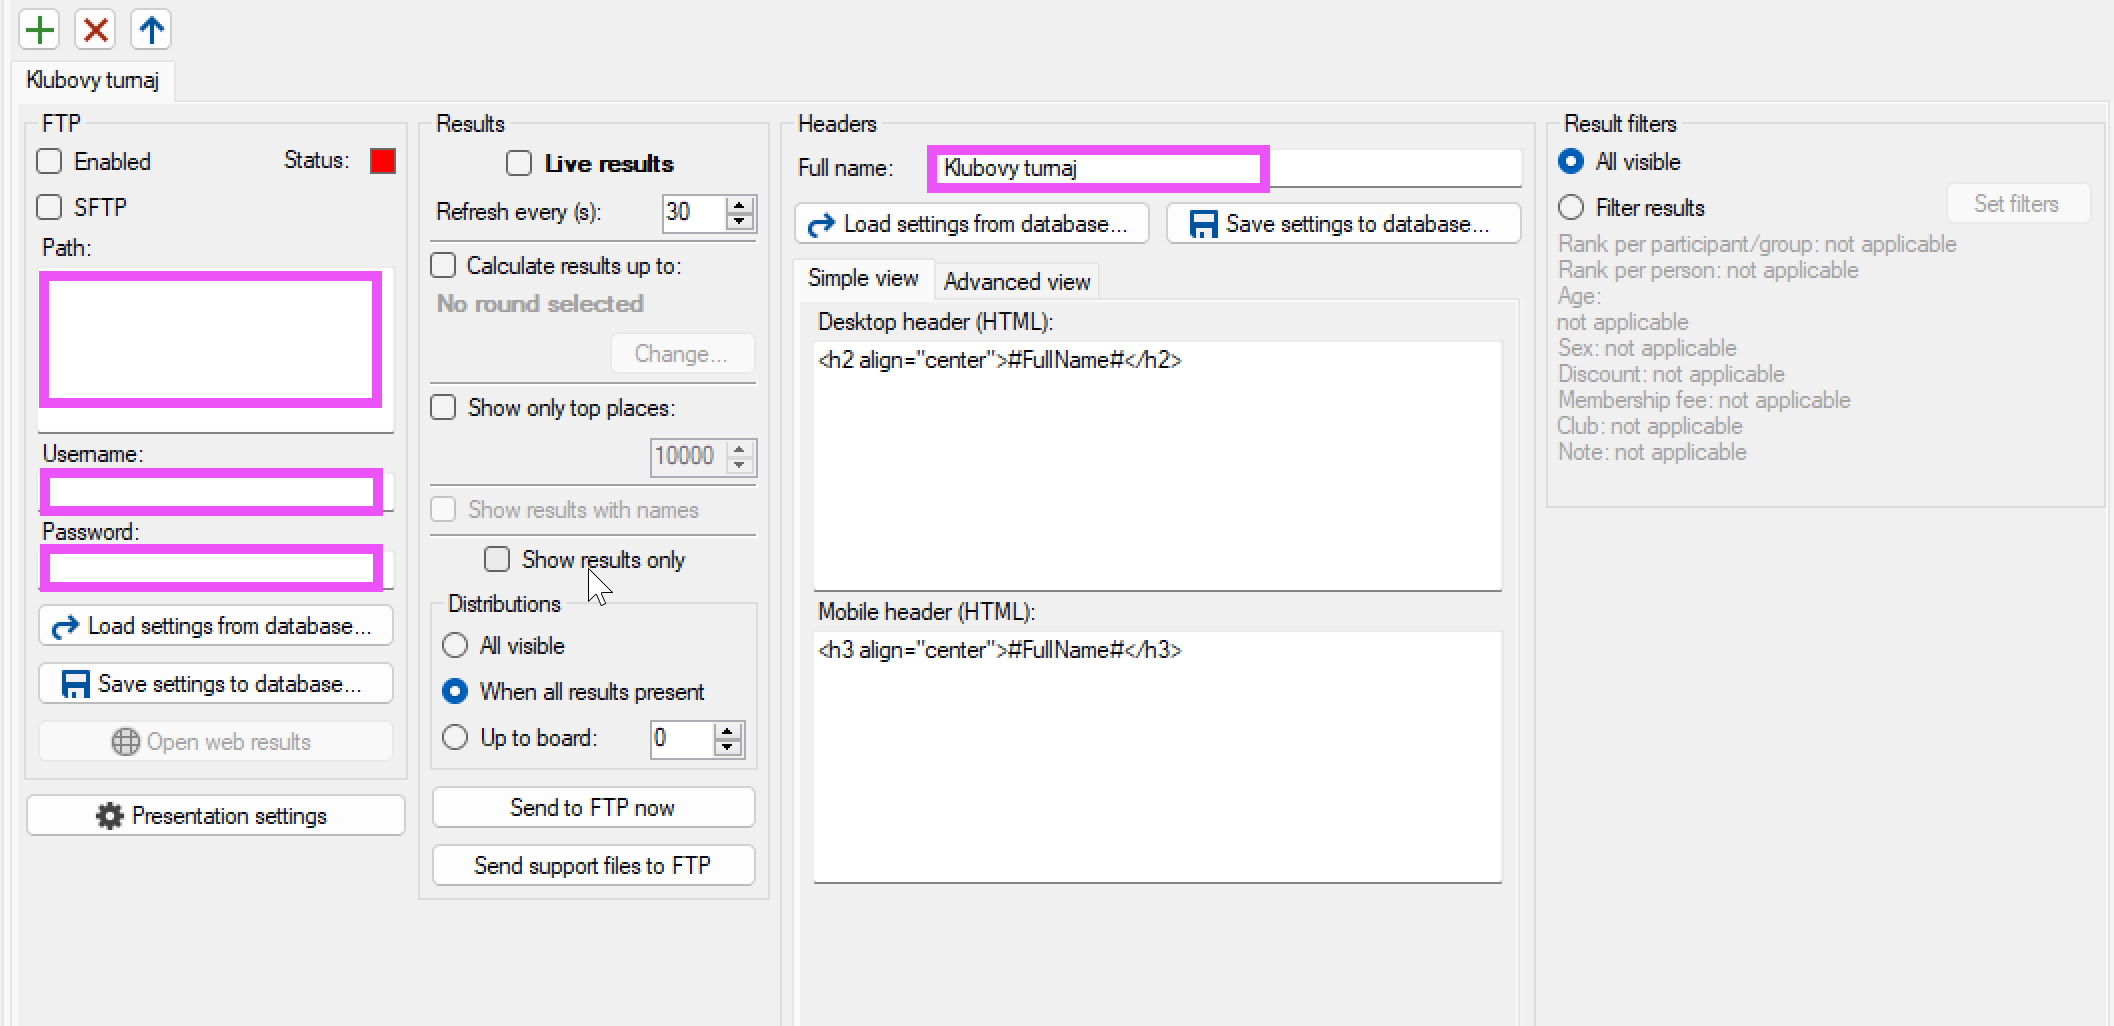 Klubovy turnaj
FTP
Enabled
Status:
SFTP
Path:
Username:
Password:
Load settings from database...
Save settings to database...
Open web results
Presentation settings
Results
Live results
Refresh every (s):
30
Calculate results up to:
No round selected
Change...
Show only top places:
10000
Show results with names
Show results only
Distributions
All visible
When all results present
Up to board:
0
Send to FTP now
Send support files to FTP
Headers
Full name:
Klubovy turnaj
Load settings from database...
Save settings to database...
Simple view
Advanced view
Desktop header (HTML):
<h2 align="center">#FullName#</h2>
Mobile header (HTML):
<h3 align="center">#FullName#</h3>
Result filters
All visible
Filter results
Set filters
Rank per participant/group: not applicable
Rank per person: not applicable
Age:
not applicable
Sex: not applicable
Discount: not applicable
Membership fee: not applicable
Club: not applicable
Note: not applicable